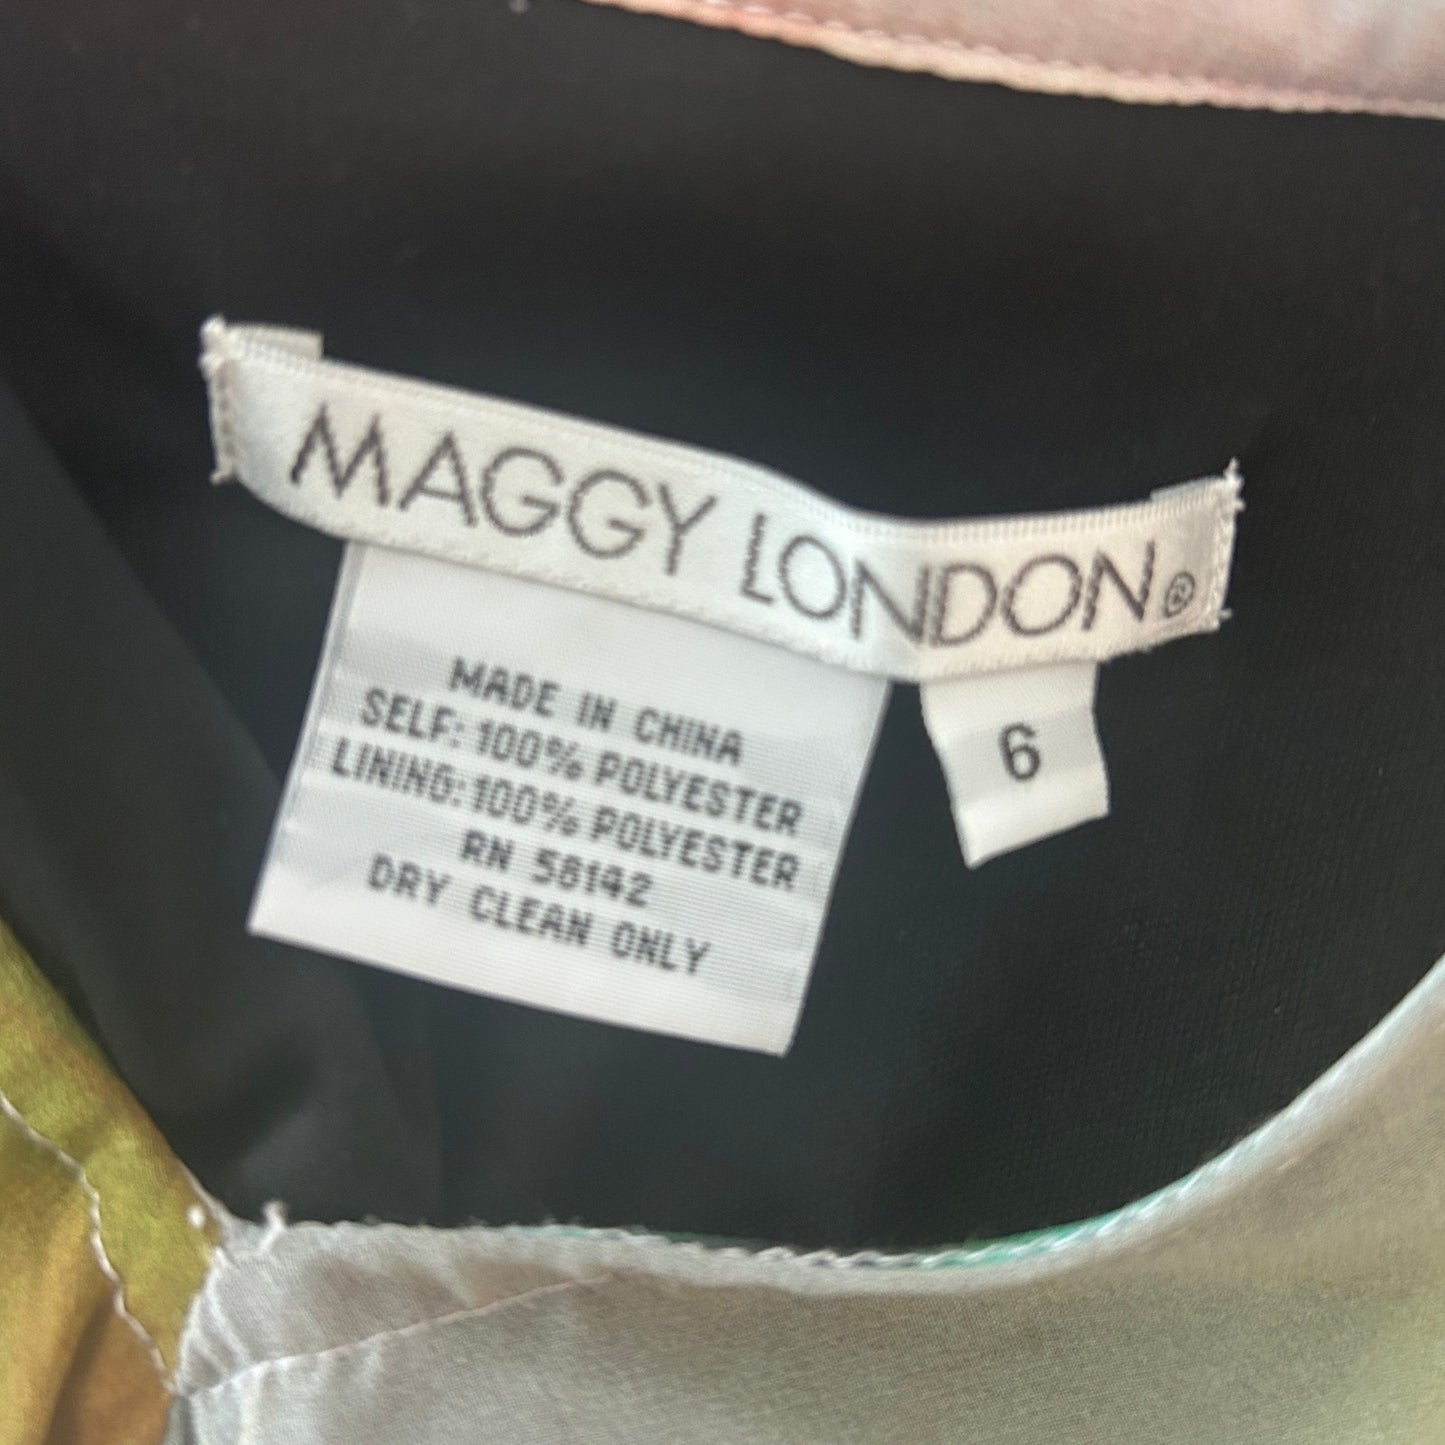 MAGGY LONDON®
6
MADE IN CHINA
SELF: 100% POLYESTER
LINING: 100% POLYESTER
RN 58142
DRY CLEAN ONLY